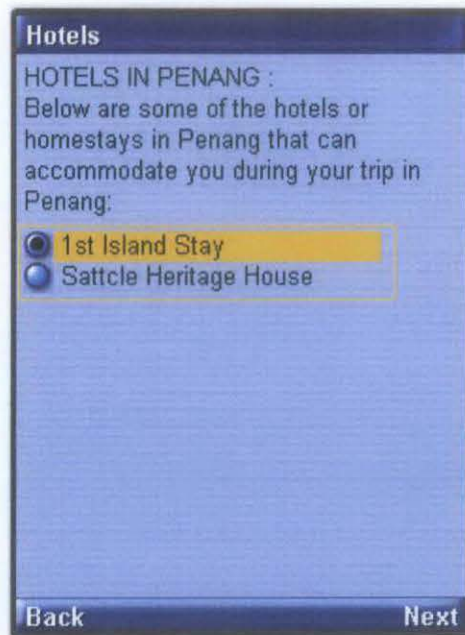 Hotels
HOTELS IN PENANG :
Below are some of the hotels or
homestays in Penang that can
accommodate you during your trip in
Penang:
1st Island Stay
Sattcle Heritage House
Back Next